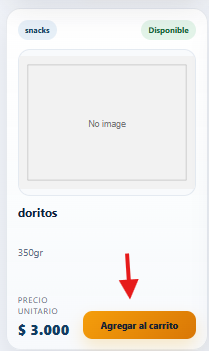 snacks
Disponible
No image
doritos
350gr
PRECIO
UNITARIO
$ 3.000
Agregar al carrito